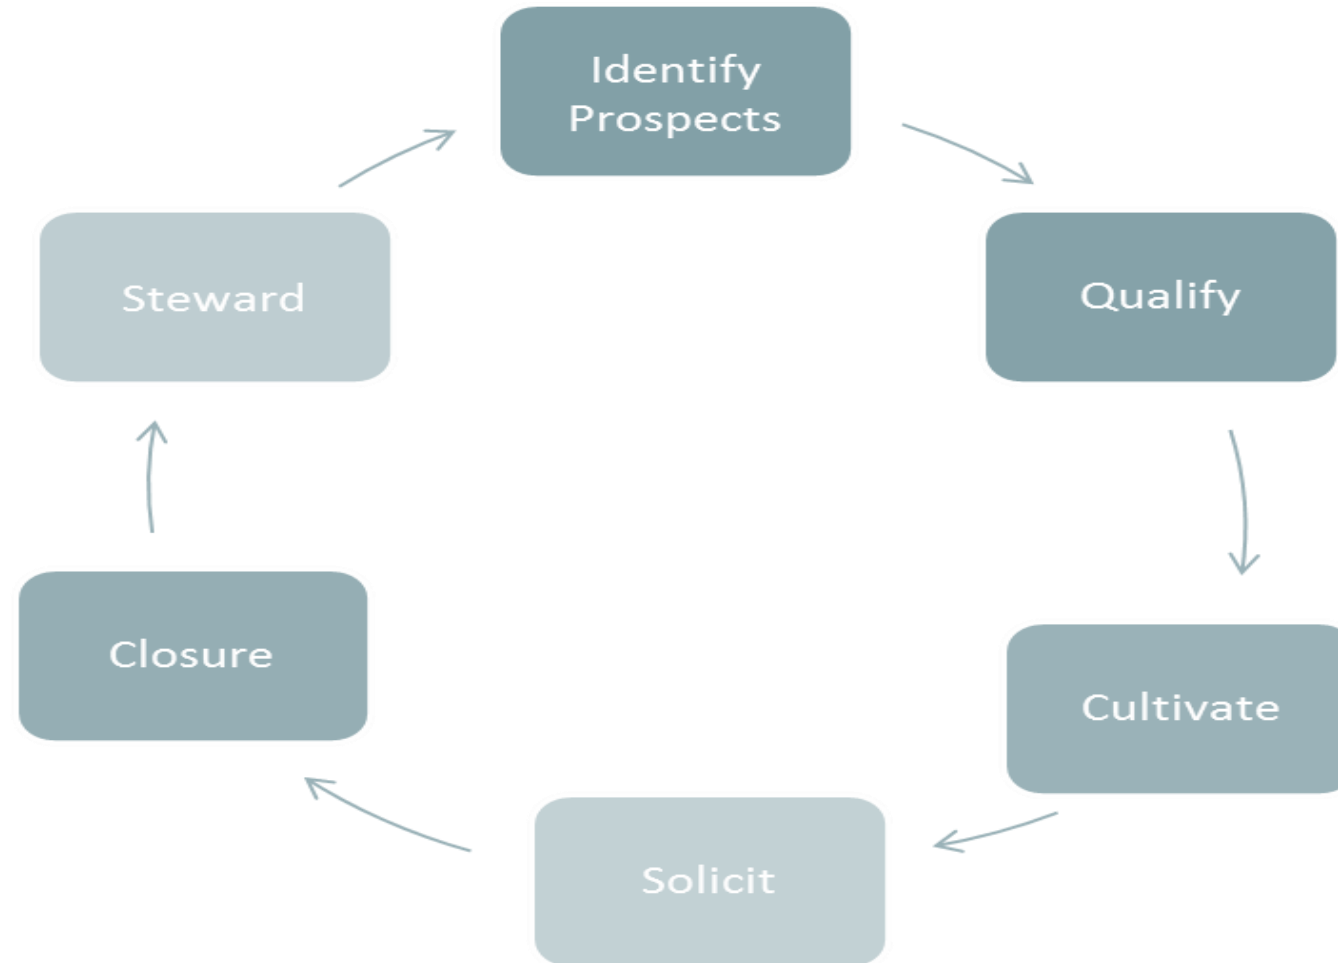 Identify
Prospects
Qualify
Cultivate
Solicit
Closure
Steward